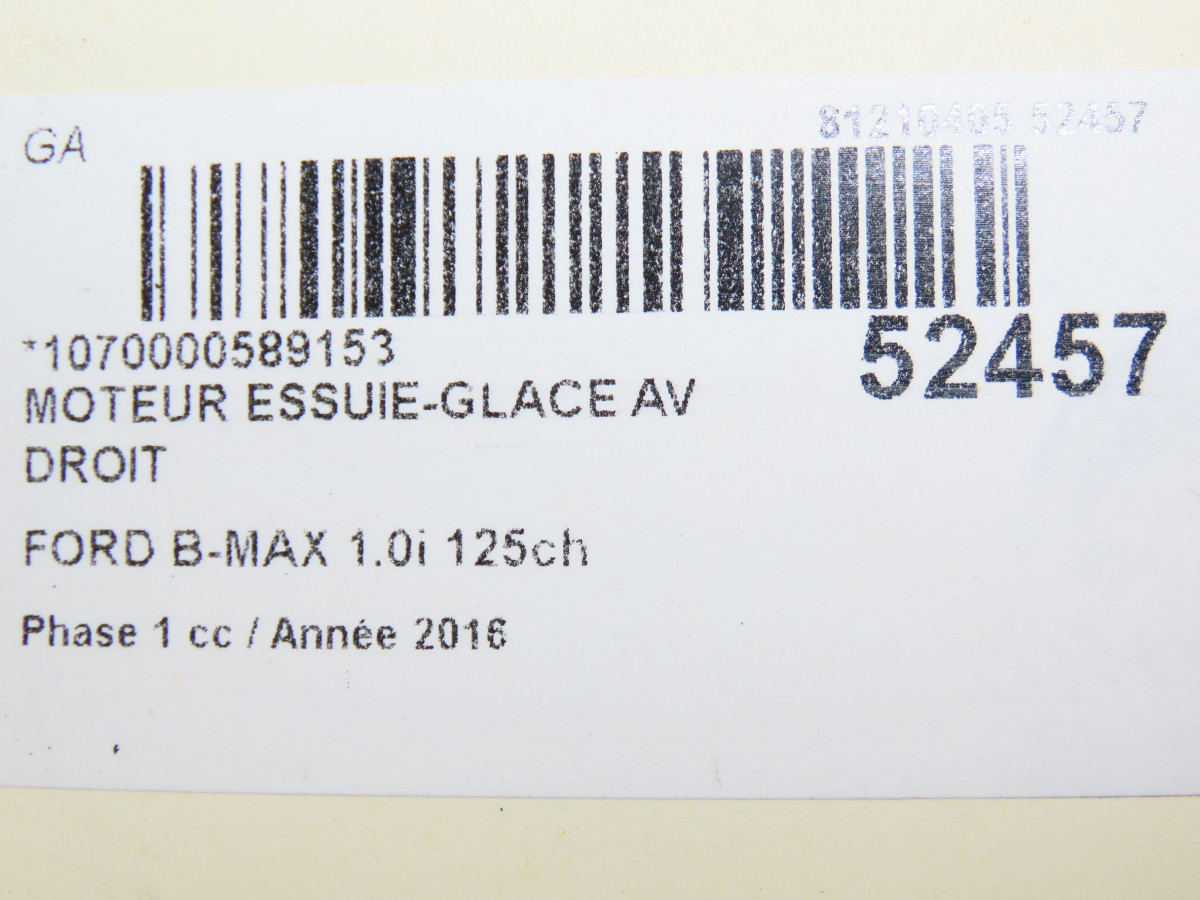 GA
81210405 52457
*1070000589153
52457
MOTEUR ESSUIE-GLACE AV
DROIT
FORD B-MAX 1.0i 125ch
Phase 1 cc / Année 2016